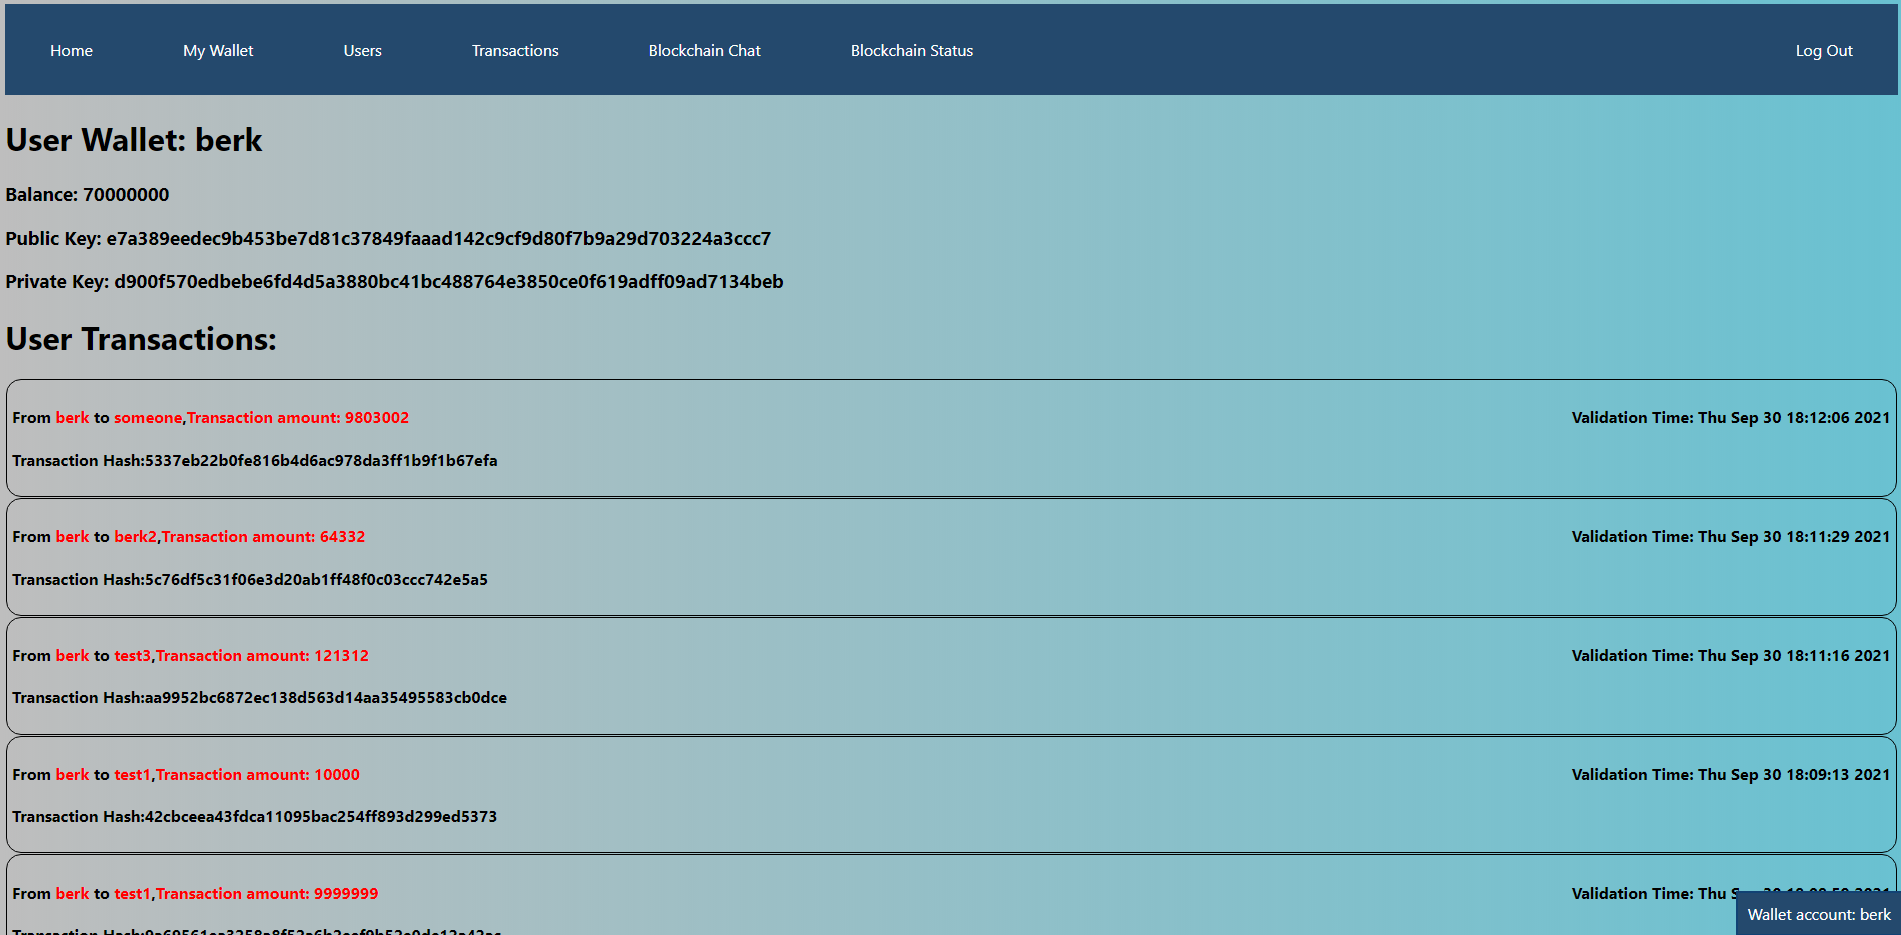 Home My Wallet Users Transactions Blockchain Chat Blockchain Status Log Out
User Wallet: berk
Balance: 70000000
Public Key: e7a389eedec9b453be7d81c37849faaad142c9cf9d80f7b9a29d703224a3ccc7
Private Key: d900f570edbebe6fd4d5a3880bc41bc488764e3850ce0f619adff09ad7134beb
User Transactions:
From berk to someone,Transaction amount: 9803002 Validation Time: Thu Sep 30 18:12:06 2021
Transaction Hash:5337eb22b0fe816b4d6ac978da3ff1b9f1b67efa
From berk to berk2,Transaction amount: 64332 Validation Time: Thu Sep 30 18:11:29 2021
Transaction Hash:5c76df5c31f06e3d20ab1ff48f0c03ccc742e5a5
From berk to test3,Transaction amount: 121312 Validation Time: Thu Sep 30 18:11:16 2021
Transaction Hash:aa9952bc6872ec138d563d14aa35495583cb0dce
From berk to test1,Transaction amount: 10000 Validation Time: Thu Sep 30 18:09:13 2021
Transaction Hash:42cbceea43fdca11095bac254ff893d299ed5373
From berk to test1,Transaction amount: 9999999 Validation Time: Thu
Wallet account: berk